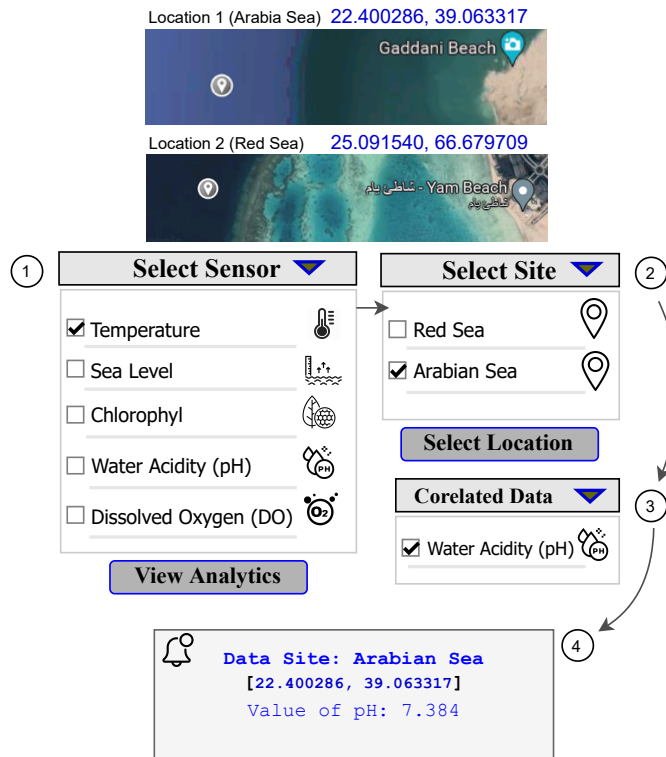 Location 1 (Arabia Sea) 22.400286, 39.063317
Gaddani Beach
Location 2 (Red Sea) 25.091540, 66.679709
شاطئ يام - Yam Beach
شاطئ يام
1
Select Sensor
Temperature
Sea Level
Chlorophyl
Water Acidity (pH)
PH
Dissolved Oxygen (DO)
O2
View Analytics
Select Site
2
Red Sea
Arabian Sea
Select Location
Corelated Data
3
Water Acidity (pH)
PH
4
Data Site: Arabian Sea
[22.400286, 39.063317]
Value of pH: 7.384